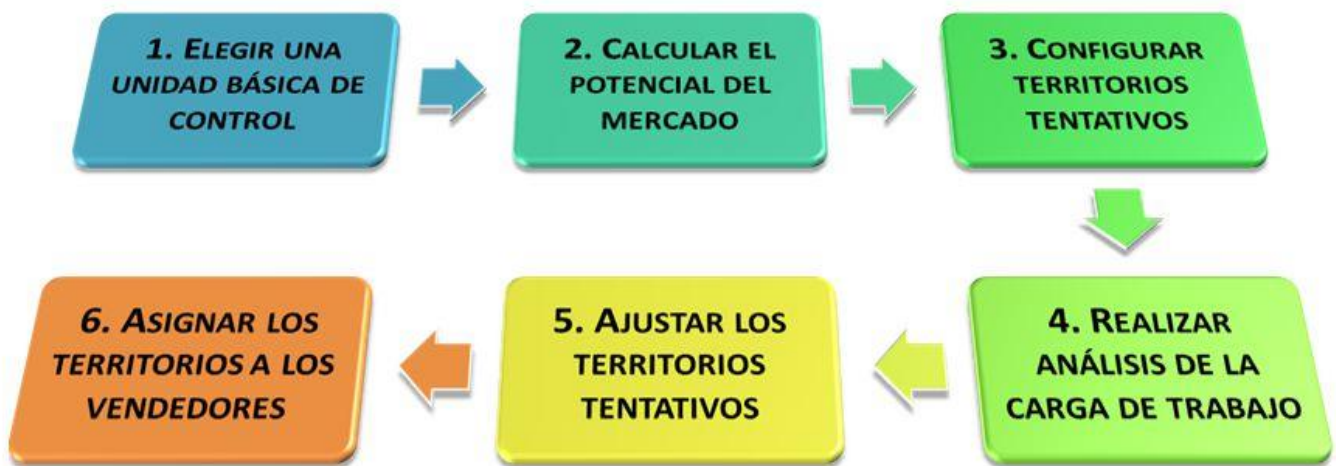 1. ELEGIR UNA
UNIDAD BÁSICA DE
CONTROL
2. CALCULAR EL
POTENCIAL DEL
MERCADO
3. CONFIGURAR
TERRITORIOS
TENTATIVOS
4. REALIZAR
ANÁLISIS DE LA
CARGA DE TRABAJO
5. AJUSTAR LOS
TERRITORIOS
TENTATIVOS
6. ASIGNAR LOS
TERRITORIOS A LOS
VENDEDORES